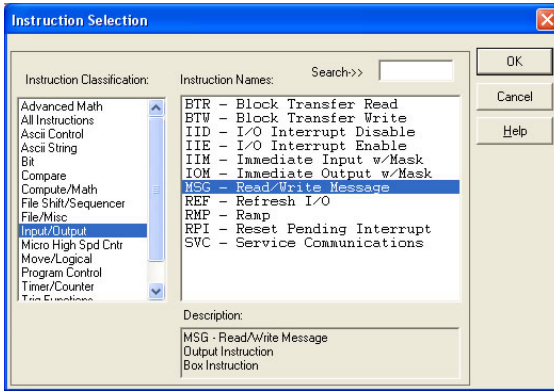 Instruction Selection
Instruction Classification:
Advanced Math
All Instructions
Ascii Control
Ascii String
Bit
Compare
Compute/Math
File Shift/Sequencer
File/Misc
Input/Output
Micro High Spd Cntr
Move/Logical
Program Control
Timer/Counter
Trig Functions
Instruction Names:
Search->>
BTR - Block Transfer Read
BTW - Block Transfer Write
IID - I/O Interrupt Disable
IIE - I/O Interrupt Enable
IIM - Immediate Input w/Mask
IOM - Immediate Output w/Mask
MSG - Read/Write Message
REF - Refresh I/O
RMP - Ramp
RPI - Reset Pending Interrupt
SVC - Service Communications
Description:
MSG - Read/Write Message
Output Instruction
Box Instruction
OK
Cancel
Help